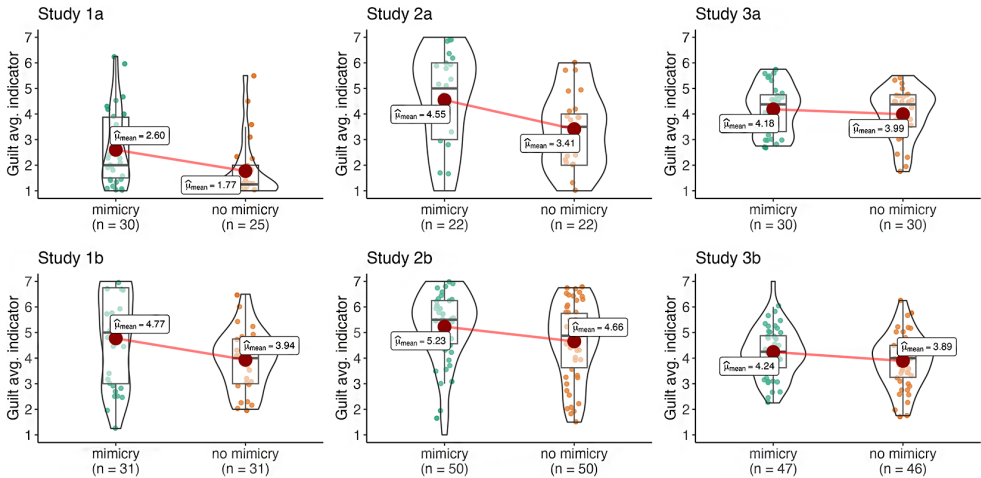 Study 1a
Guilt avg. indicator
7
6
5
4
3
2
1
μ̂mean = 2.60
μ̂mean = 1.77
mimicry
(n = 30)
no mimicry
(n = 25)
Study 2a
Guilt avg. indicator
7
6
5
4
3
2
1
μ̂mean = 4.55
μ̂mean = 3.41
mimicry
(n = 22)
no mimicry
(n = 22)
Study 3a
Guilt avg. indicator
7
6
5
4
3
2
1
μ̂mean = 4.18
μ̂mean = 3.99
mimicry
(n = 30)
no mimicry
(n = 30)
Study 1b
Guilt avg. indicator
7
6
5
4
3
2
1
μ̂mean = 4.77
μ̂mean = 3.94
mimicry
(n = 31)
no mimicry
(n = 31)
Study 2b
Guilt avg. indicator
7
6
5
4
3
2
1
μ̂mean = 5.23
μ̂mean = 4.66
mimicry
(n = 50)
no mimicry
(n = 50)
Study 3b
Guilt avg. indicator
7
6
5
4
3
2
1
μ̂mean = 4.24
μ̂mean = 3.89
mimicry
(n = 47)
no mimicry
(n = 46)